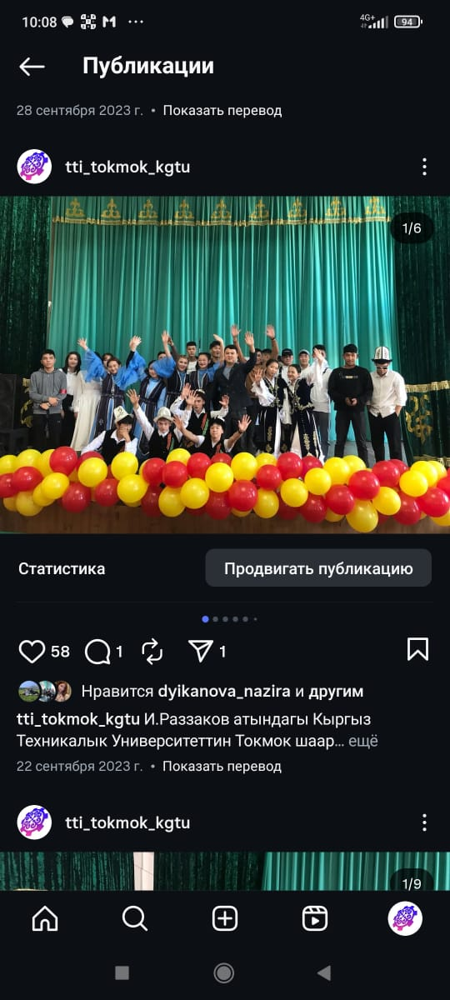 10:08
4G+
94
Публикации
28 сентября 2023 г. • Показать перевод
tti_tokmok_kgtu
1/6
Статистика
Продвигать публикацию
58 1 1
Нравится dyikanova_nazira и другим
tti_tokmok_kgtu И.Раззаков атындагы Кыргыз
Техникалык Университеттин Токмок шаар... ещё
22 сентября 2023 г. • Показать перевод
tti_tokmok_kgtu
1/9